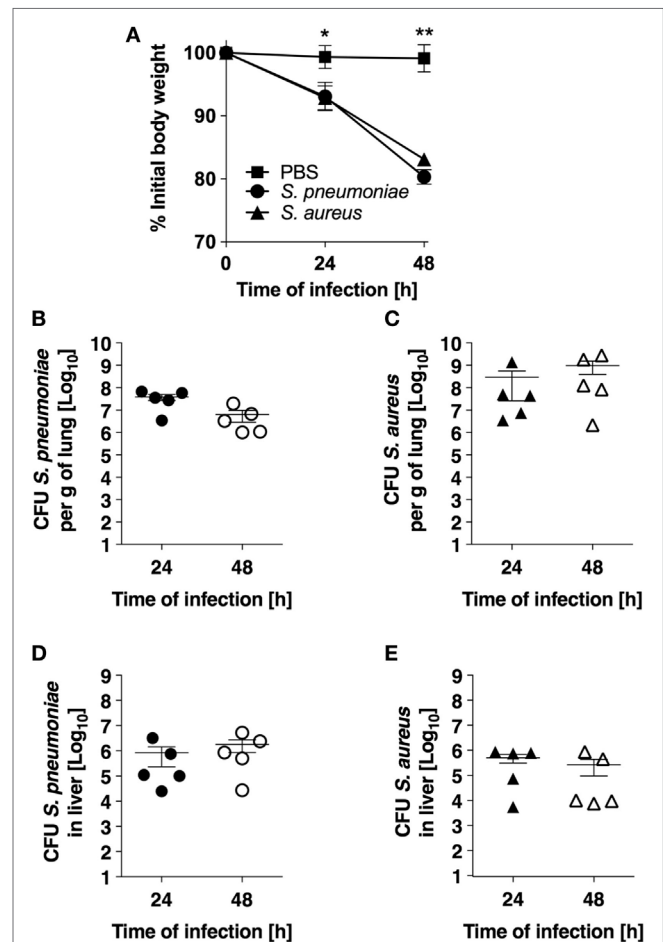 A
* **
% Initial body weight
100
90
80
70
PBS
S. pneumoniae
S. aureus
0 24 48
Time of infection [h]
B
CFU S. pneumoniae
per g of lung [Log10]
10
9
8
7
6
5
4
3
2
1
24 48
Time of infection [h]
C
CFU S. aureus
per g of lung [Log10]
10
9
8
7
6
5
4
3
2
1
24 48
Time of infection [h]
D
CFU S. pneumoniae
in liver [Log10]
9
8
7
6
5
4
3
2
1
24 48
Time of infection [h]
E
CFU S. aureus
in liver [Log10]
9
8
7
6
5
4
3
2
1
24 48
Time of infection [h]